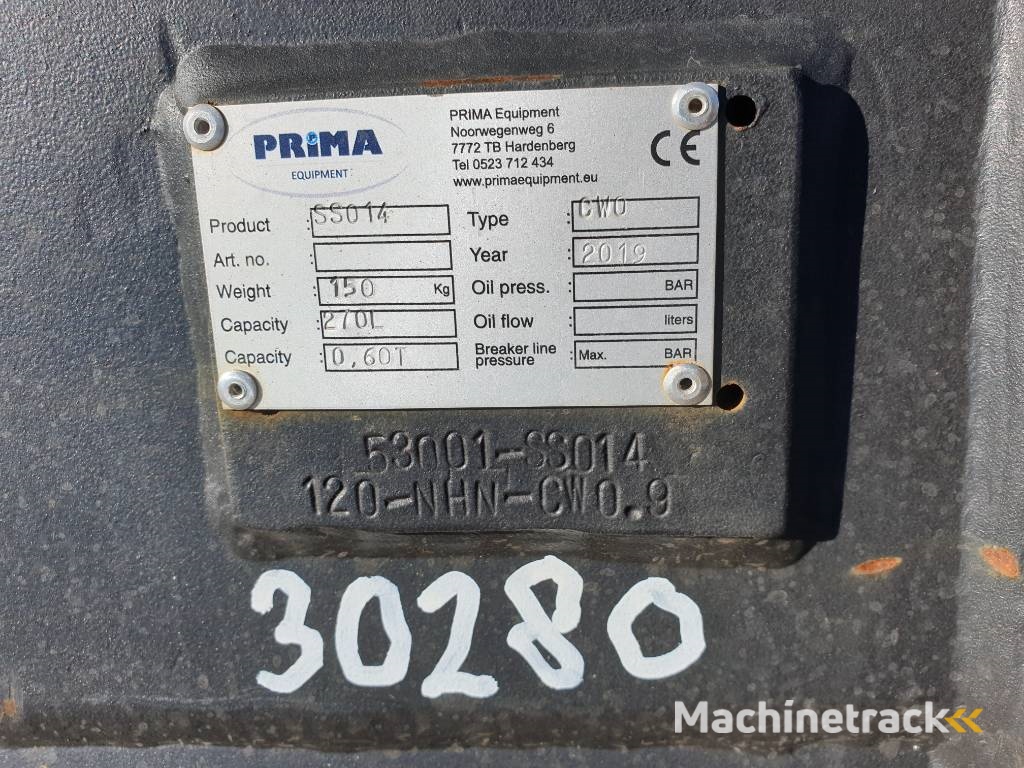 PRiMA
EQUIPMENT
PRIMA Equipment
Noorwegenweg 6
7772 TB Hardenberg
Tel 0523 712 434
www.primaequipment.eu
CE
Product : SS014
Type : CW0
Art. no. :
Year : 2019
Weight : 150 Kg
Oil press. : BAR
Capacity : 270L
Oil flow : liters
Capacity : 0,60T
Breaker line
pressure : Max. BAR
53001-SS014
120-NHN-CW0.9
30280
Machinetrack